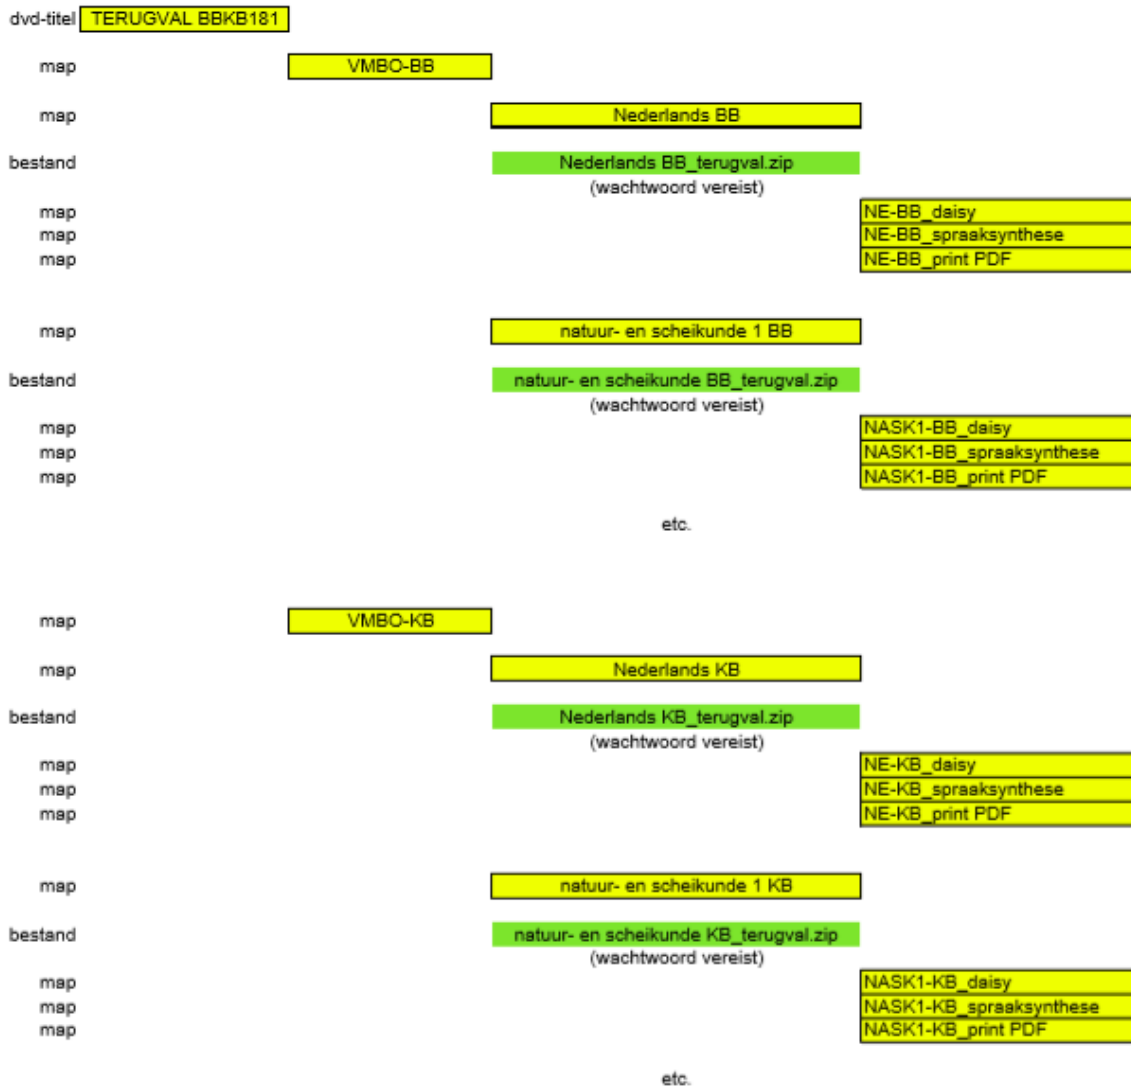 dvd-titel TERUGVAL BBKB181
map VMBO-BB
map Nederlands BB
bestand Nederlands BB_terugval.zip
(wachtwoord vereist)
map NE-BB_daisy
map NE-BB_spraaksynthese
map NE-BB_print PDF
map natuur- en scheikunde 1 BB
bestand natuur- en scheikunde BB_terugval.zip
(wachtwoord vereist)
map NASK1-BB_daisy
map NASK1-BB_spraaksynthese
map NASK1-BB_print PDF
etc.
map VMBO-KB
map Nederlands KB
bestand Nederlands KB_terugval.zip
(wachtwoord vereist)
map NE-KB_daisy
map NE-KB_spraaksynthese
map NE-KB_print PDF
map natuur- en scheikunde 1 KB
bestand natuur- en scheikunde KB_terugval.zip
(wachtwoord vereist)
map NASK1-KB_daisy
map NASK1-KB_spraaksynthese
map NASK1-KB_print PDF
etc.